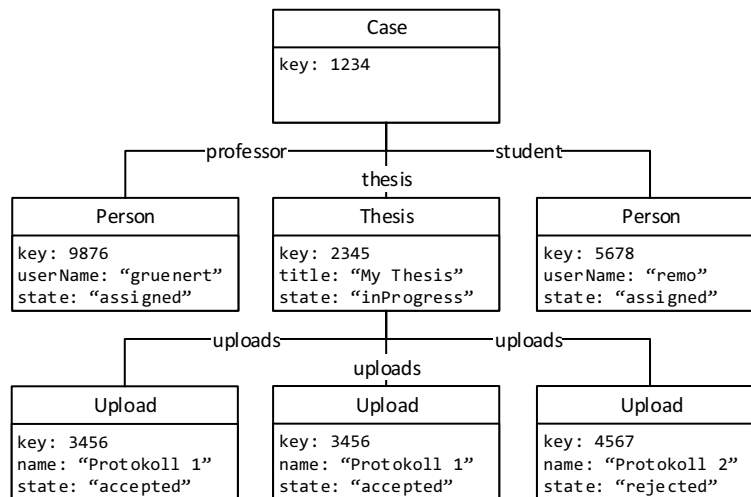 Case
key: 1234
professor
student
thesis
Person
key: 9876
userName: “gruenert”
state: “assigned”
Thesis
key: 2345
title: “My Thesis”
state: “inProgress”
Person
key: 5678
userName: “remo”
state: “assigned”
uploads
uploads
uploads
Upload
key: 3456
name: “Protokoll 1”
state: “accepted”
Upload
key: 3456
name: “Protokoll 1”
state: “accepted”
Upload
key: 4567
name: “Protokoll 2”
state: “rejected”